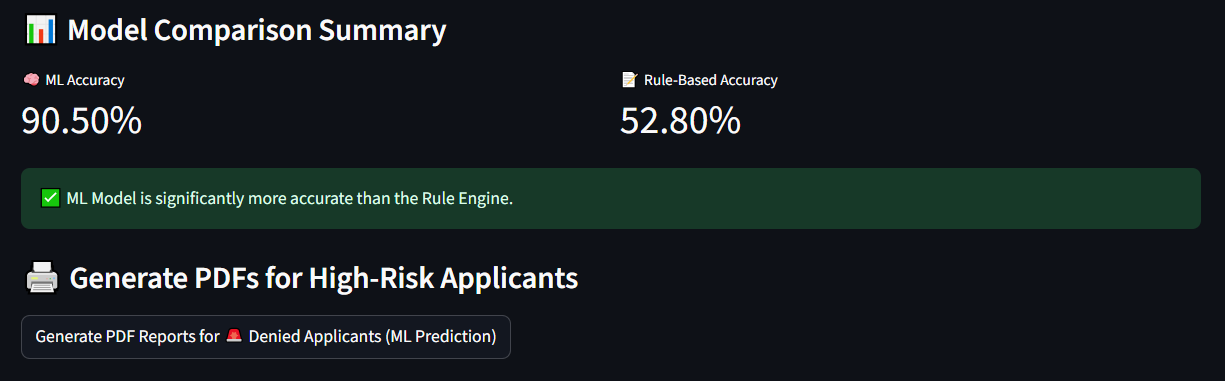 📊 Model Comparison Summary
🧠 ML Accuracy
90.50%
📝 Rule-Based Accuracy
52.80%
✅ ML Model is significantly more accurate than the Rule Engine.
🖨️ Generate PDFs for High-Risk Applicants
Generate PDF Reports for 🚨 Denied Applicants (ML Prediction)